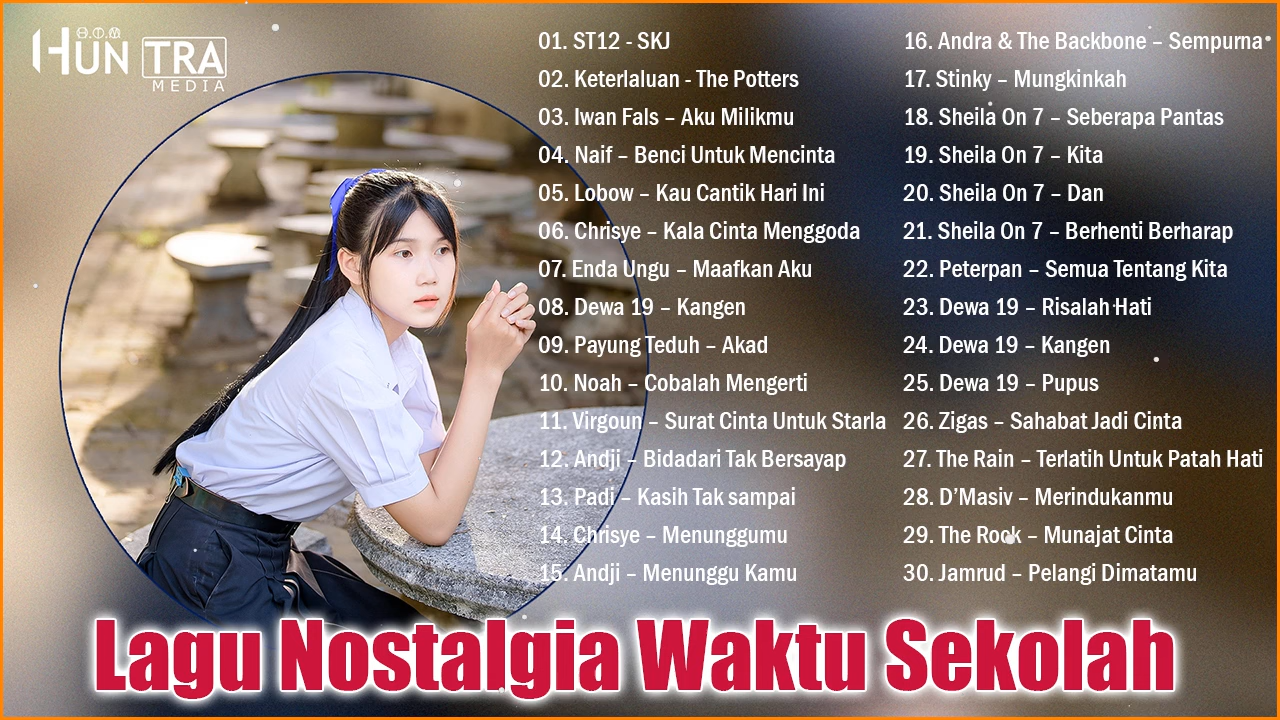 HUNTRA
MEDIA
01. ST12 - SKJ
02. Keterlaluan - The Potters
03. Iwan Fals – Aku Milikmu
04. Naif – Benci Untuk Mencinta
05. Lobow – Kau Cantik Hari Ini
06. Chrisye – Kala Cinta Menggoda
07. Enda Ungu – Maafkan Aku
08. Dewa 19 – Kangen
09. Payung Teduh – Akad
10. Noah – Cobalah Mengerti
11. Virgoun – Surat Cinta Untuk Starla
12. Andji – Bidadari Tak Bersayap
13. Padi – Kasih Tak sampai
14. Chrisye – Menunggumu
15. Andji – Menunggu Kamu
16. Andra & The Backbone – Sempurna
17. Stinky – Mungkinkah
18. Sheila On 7 – Seberapa Pantas
19. Sheila On 7 – Kita
20. Sheila On 7 – Dan
21. Sheila On 7 – Berhenti Berharap
22. Peterpan – Semua Tentang Kita
23. Dewa 19 – Risalah Hati
24. Dewa 19 – Kangen
25. Dewa 19 – Pupus
26. Zigas – Sahabat Jadi Cinta
27. The Rain – Terlatih Untuk Patah Hati
28. D’Masiv – Merindukanmu
29. The Rock – Munajat Cinta
30. Jamrud – Pelangi Dimatamu
Lagu Nostalgia Waktu Sekolah